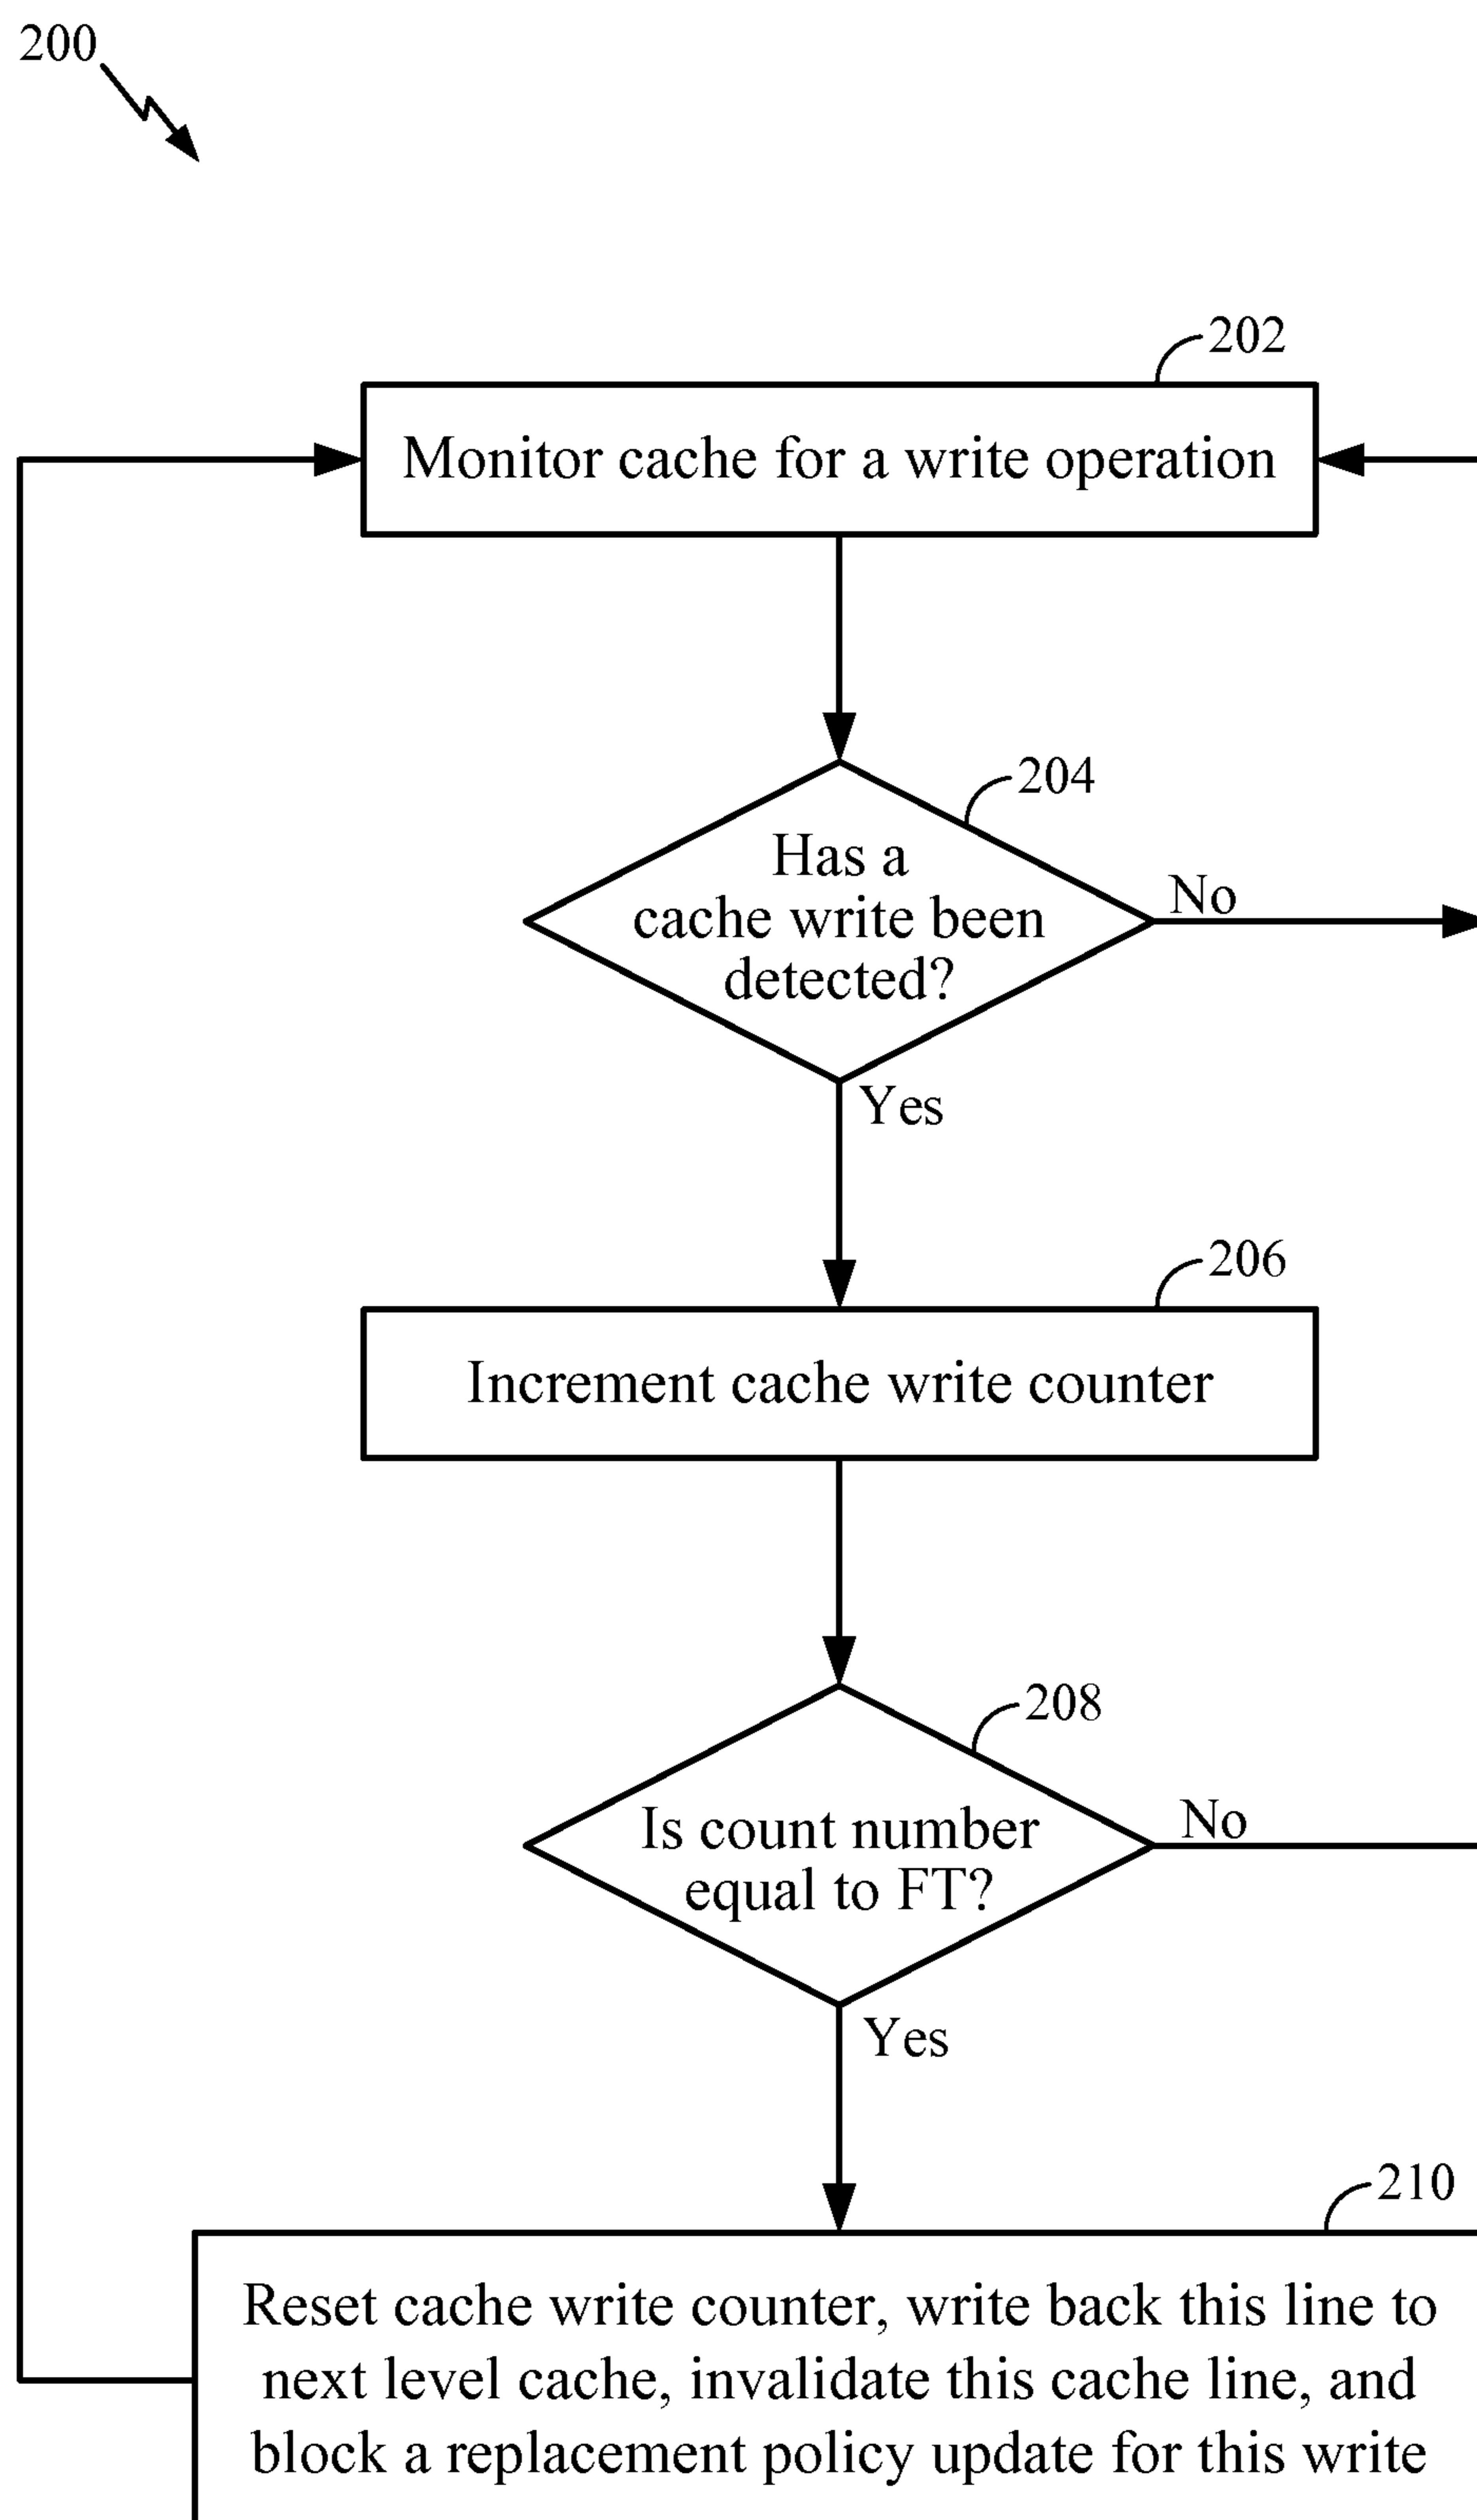 200
202
Monitor cache for a write operation
204
Has a
cache write been
detected?
No
Yes
206
Increment cache write counter
208
Is count number
equal to FT?
No
Yes
210
Reset cache write counter, write back this line to
next level cache, invalidate this cache line, and
block a replacement policy update for this write